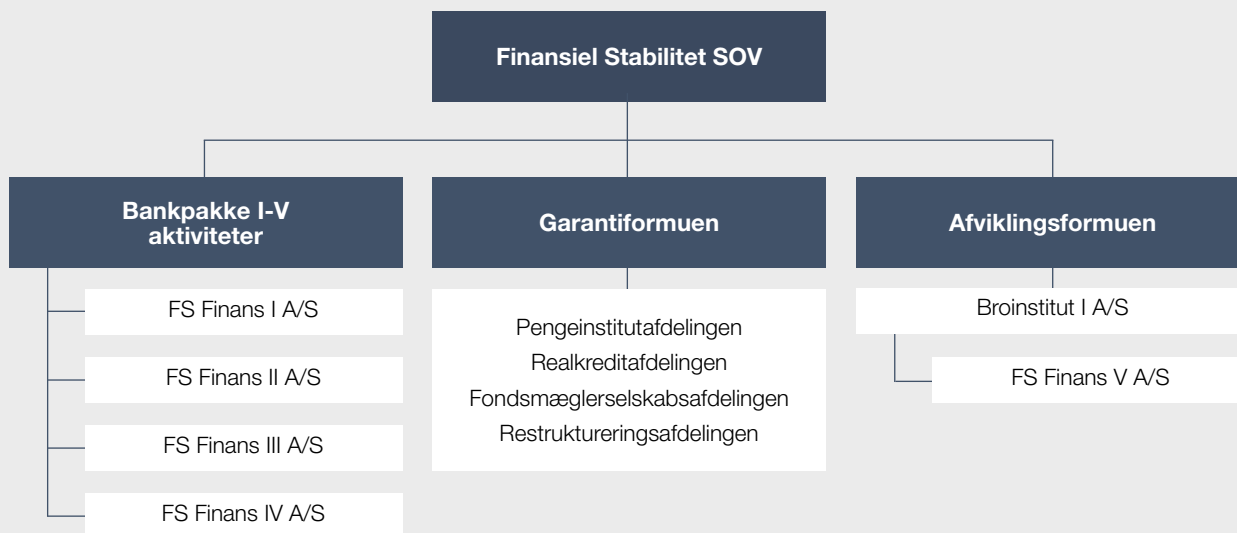 Finansiel Stabilitet SOV
Bankpakke I-V
aktiviteter
FS Finans I A/S
FS Finans II A/S
FS Finans III A/S
FS Finans IV A/S
Garantiformuen
Pengeinstitutafdelingen
Realkreditafdelingen
Fondsmæglerselskabsafdelingen
Restruktureringsafdelingen
Afviklingsformuen
Broinstitut I A/S
FS Finans V A/S